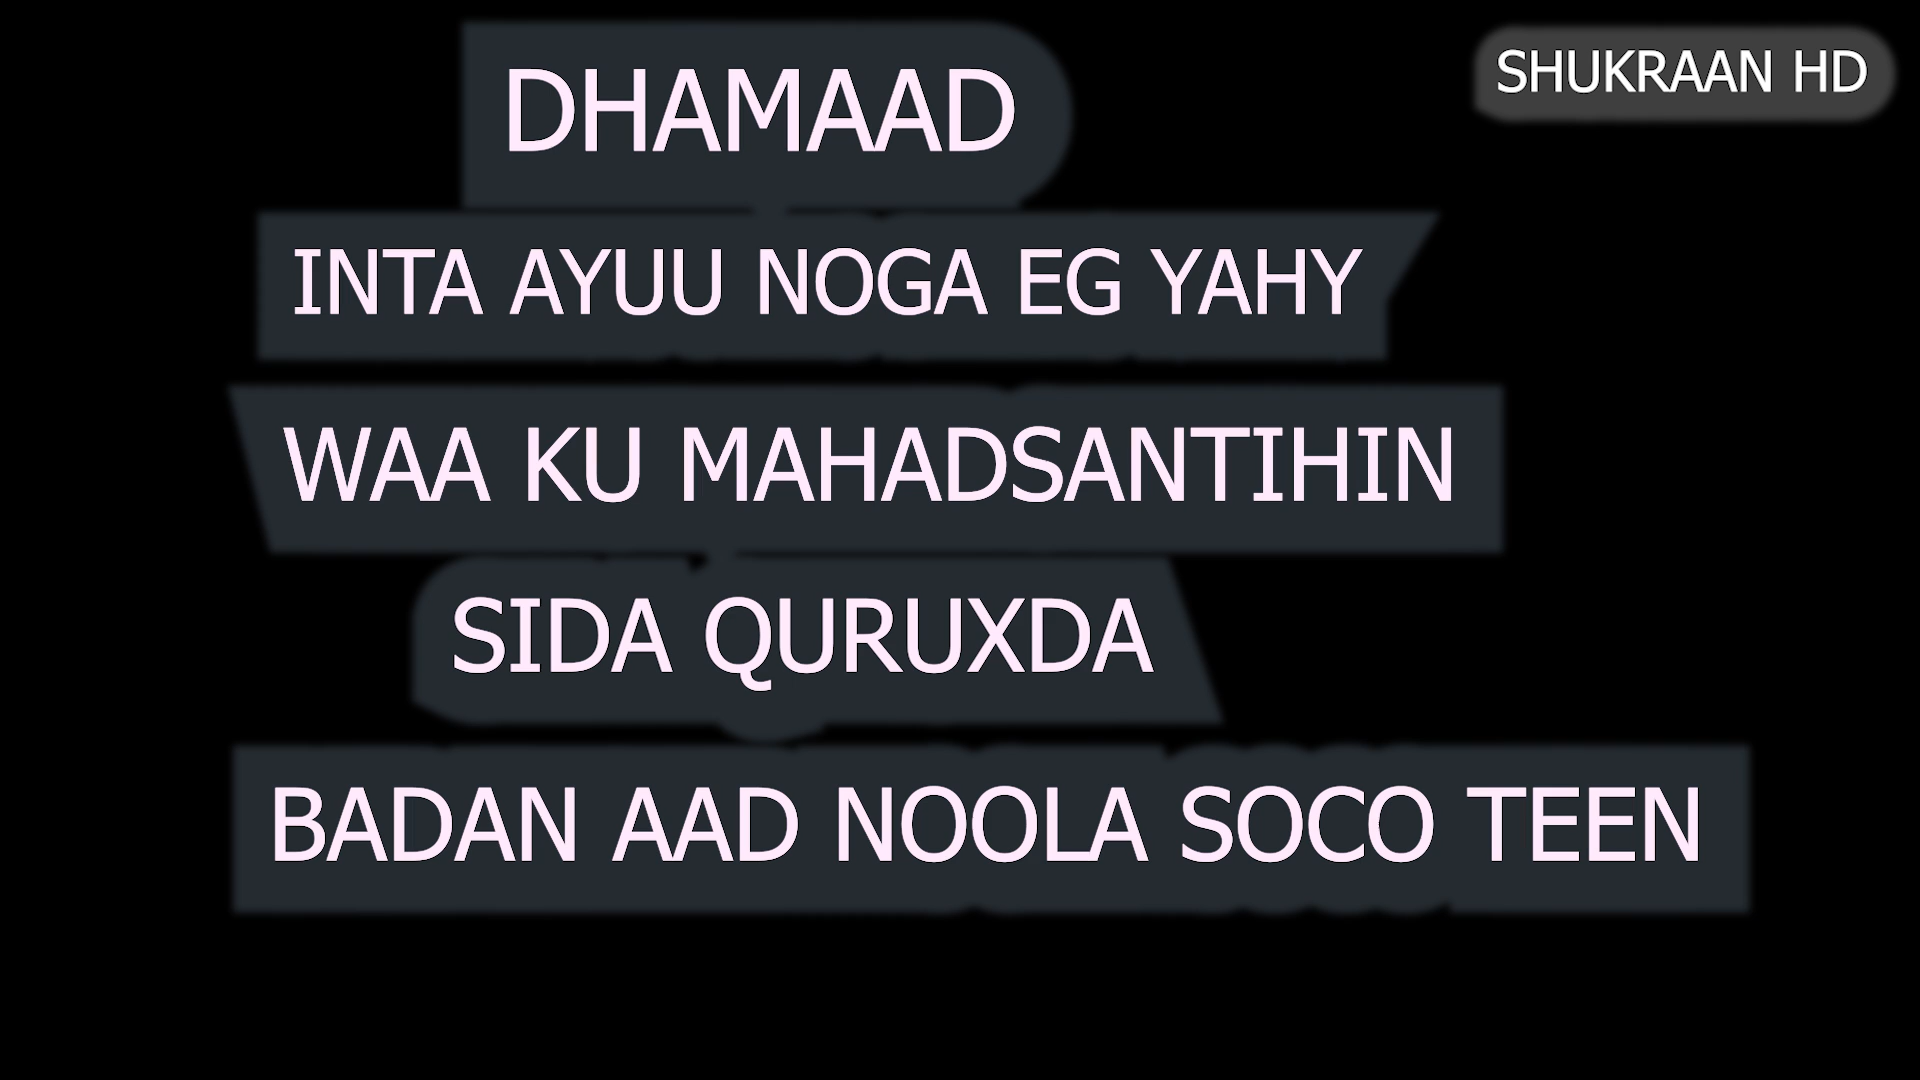 DHAMAAD
SHUKRAAN HD
INTA AYUU NOGA EG YAHY
WAA KU MAHADSANTIHIN
SIDA QURUXDA
BADAN AAD NOOLA SOCO TEEN